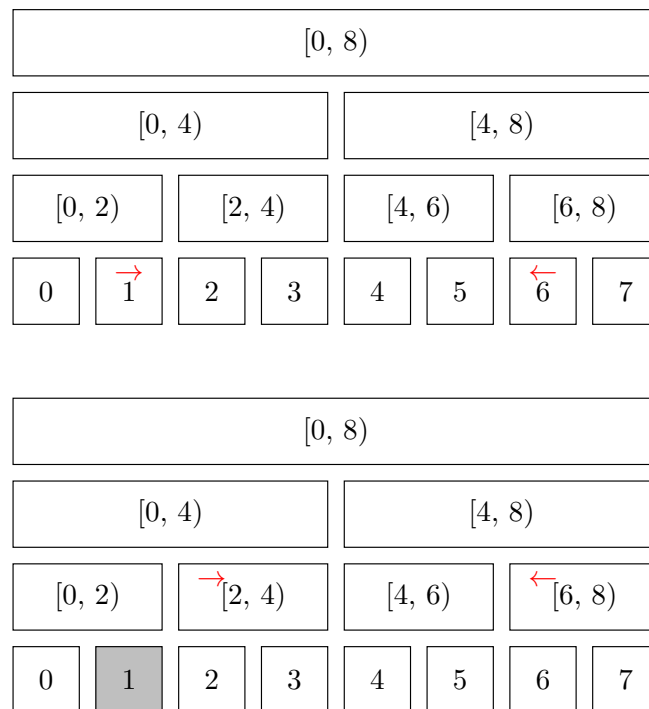 [0, 8)
[0, 4) [4, 8)
[0, 2) [2, 4) [4, 6) [6, 8)
0 1 2 3 4 5 6 7
[0, 8)
[0, 4) [4, 8)
[0, 2) [2, 4) [4, 6) [6, 8)
0 1 2 3 4 5 6 7